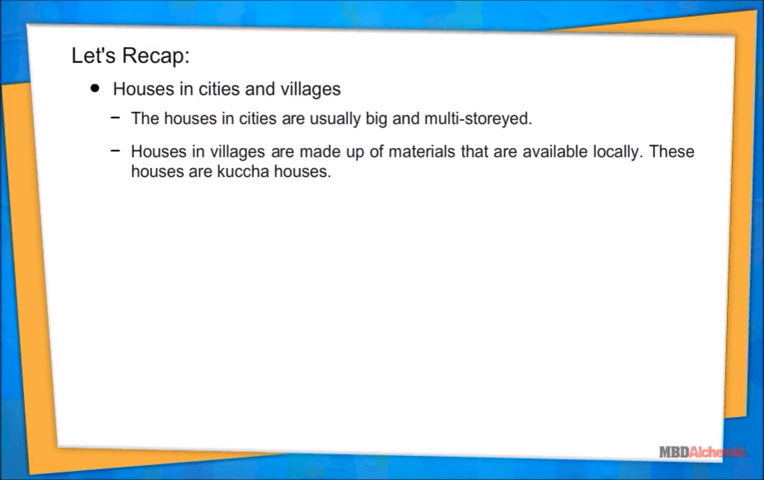 Let's Recap:
● Houses in cities and villages
– The houses in cities are usually big and multi-storeyed.
– Houses in villages are made up of materials that are available locally. These
houses are kuccha houses.